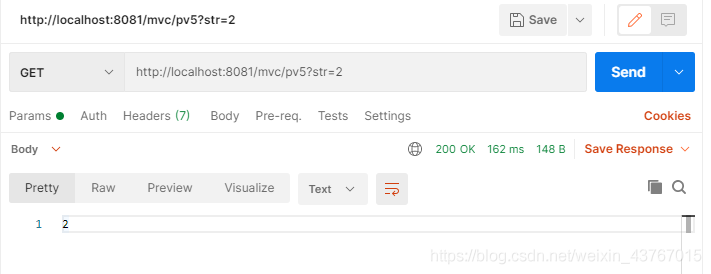 http://localhost:8081/mvc/pv5?str=2 Save
GET http://localhost:8081/mvc/pv5?str=2 Send
Params Auth Headers (7) Body Pre-req. Tests Settings Cookies
Body 200 OK 162 ms 148 B Save Response
Pretty Raw Preview Visualize Text
1 2
https://blog.csdn.net/weixin_43767015